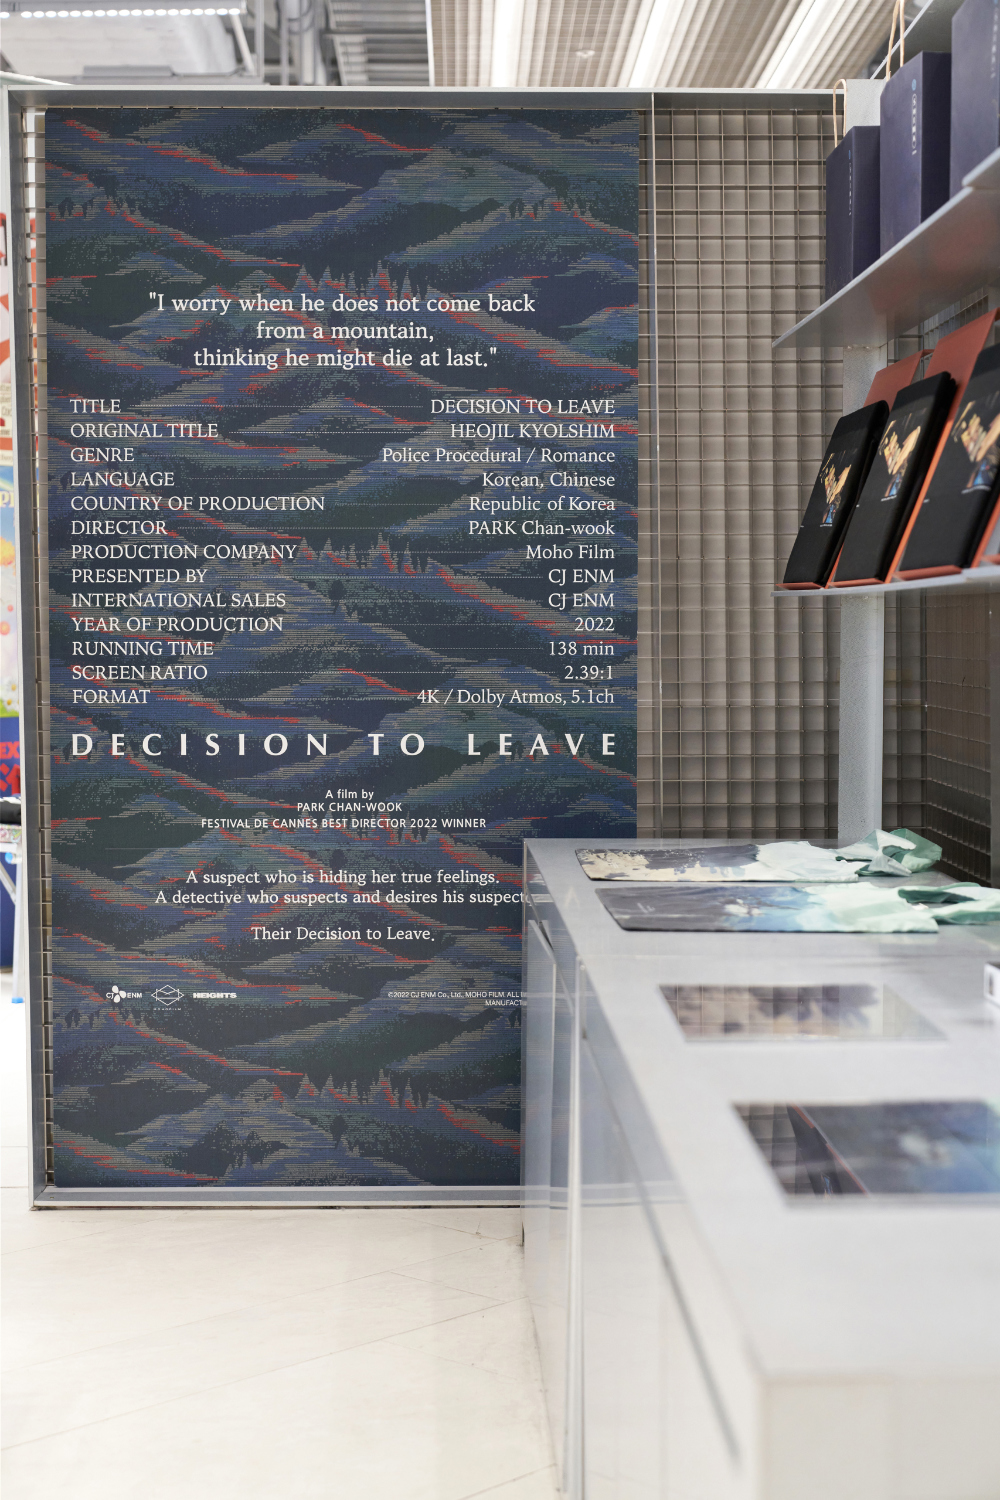 "I worry when he does not come back
from a mountain,
thinking he might die at last."
TITLE DECISION TO LEAVE
ORIGINAL TITLE HEOJIL KYOLSHIM
GENRE Police Procedural / Romance
LANGUAGE Korean, Chinese
COUNTRY OF PRODUCTION Republic of Korea
DIRECTOR PARK Chan-wook
PRODUCTION COMPANY Moho Film
PRESENTED BY CJ ENM
INTERNATIONAL SALES CJ ENM
YEAR OF PRODUCTION 2022
RUNNING TIME 138 min
SCREEN RATIO 2.39:1
FORMAT 4K / Dolby Atmos, 5.1ch
DECISION TO LEAVE
A film by
PARK CHAN-WOOK
FESTIVAL DE CANNES BEST DIRECTOR 2022 WINNER
A suspect who is hiding her true feelings.
A detective who suspects and desires his suspect
Their Decision to Leave.
CJ ENM HEIGHTS ©2022 CJ ENM Co., Ltd., MOHO FILM. ALL
MANUFACT